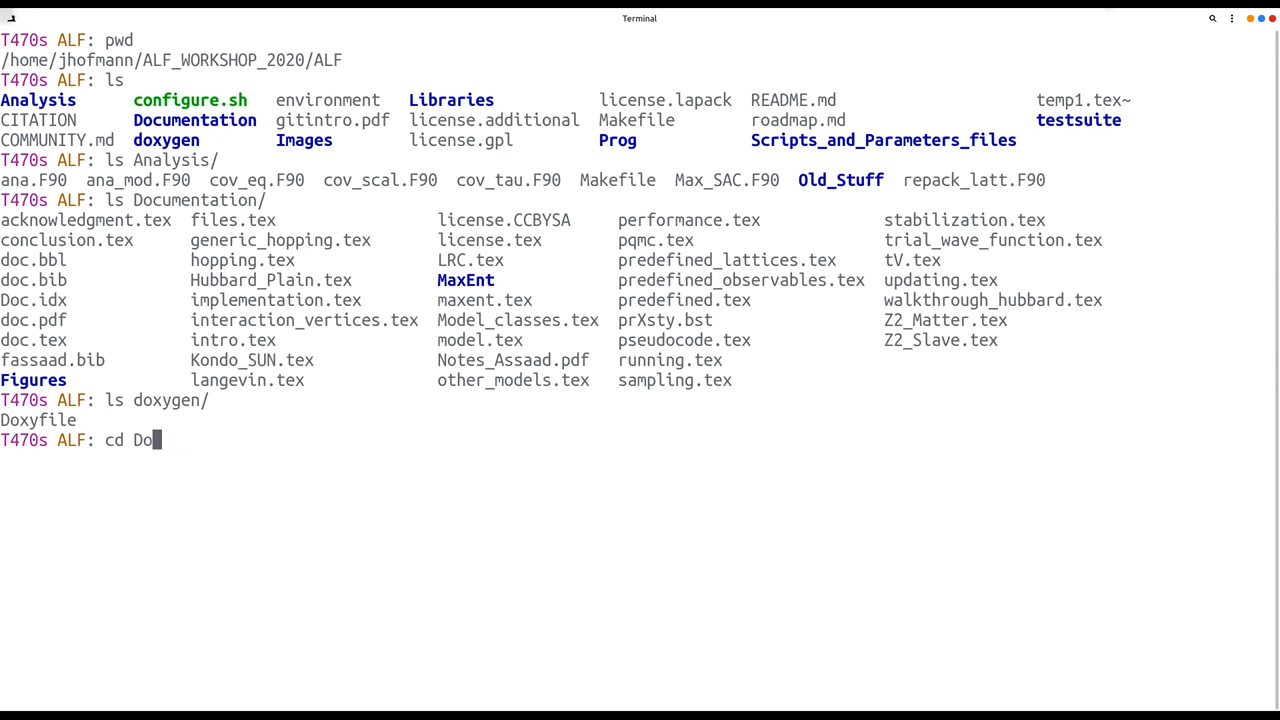 Terminal
T470s ALF: pwd
/home/jhofmann/ALF_WORKSHOP_2020/ALF
T470s ALF: ls
Analysis configure.sh environment Libraries license.lapack README.md temp1.tex~
CITATION Documentation gitintro.pdf license.additional Makefile roadmap.md testsuite
COMMUNITY.md doxygen Images license.gpl Prog Scripts_and_Parameters_files
T470s ALF: ls Analysis/
ana.F90 ana_mod.F90 cov_eq.F90 cov_scal.F90 cov_tau.F90 Makefile Max_SAC.F90 Old_Stuff repack_latt.F90
T470s ALF: ls Documentation/
acknowledgment.tex files.tex license.CCBYSA performance.tex stabilization.tex
conclusion.tex generic_hopping.tex license.tex pqmc.tex trial_wave_function.tex
doc.bbl hopping.tex LRC.tex predefined_lattices.tex tV.tex
doc.bib Hubbard_Plain.tex MaxEnt predefined_observables.tex updating.tex
Doc.idx implementation.tex maxent.tex predefined.tex walkthrough_hubbard.tex
doc.pdf interaction_vertices.tex Model_classes.tex prXsty.bst Z2_Matter.tex
doc.tex intro.tex model.tex pseudocode.tex Z2_Slave.tex
fassaad.bib Kondo_SUN.tex Notes_Assaad.pdf running.tex
Figures langevin.tex other_models.tex sampling.tex
T470s ALF: ls doxygen/
Doxyfile
T470s ALF: cd Do